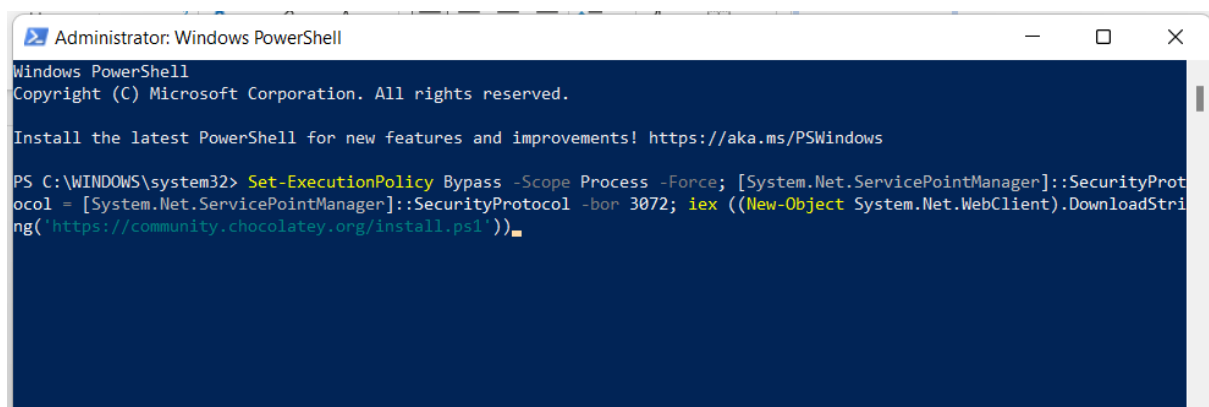 Administrator: Windows PowerShell
Windows PowerShell
Copyright (C) Microsoft Corporation. All rights reserved.
Install the latest PowerShell for new features and improvements! https://aka.ms/PSWindows
PS C:\WINDOWS\system32> Set-ExecutionPolicy Bypass -Scope Process -Force; [System.Net.ServicePointManager]::SecurityProt
ocol = [System.Net.ServicePointManager]::SecurityProtocol -bor 3072; iex ((New-Object System.Net.WebClient).DownloadStri
ng('https://community.chocolatey.org/install.ps1'))